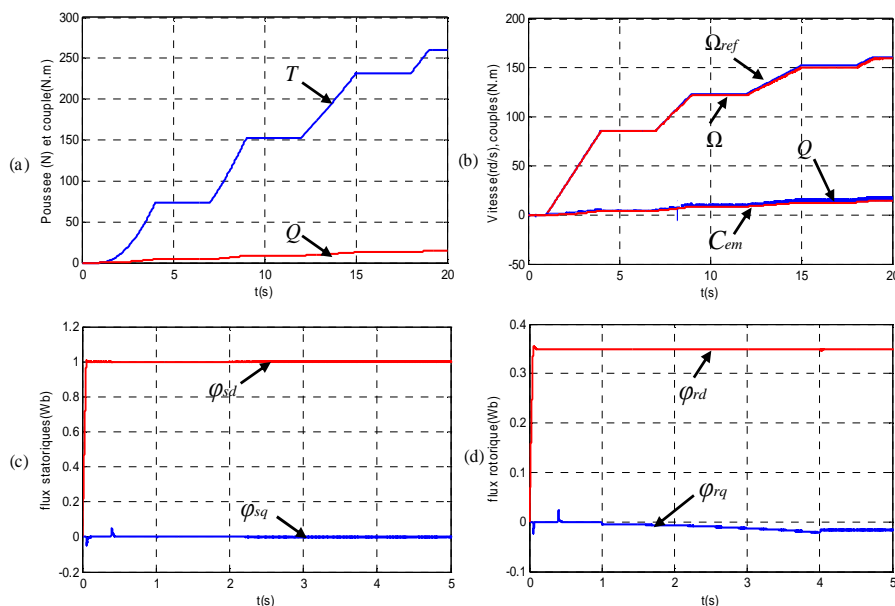 (a)
Poussee (N) et couple(N.m)
300
250
200
150
100
50
0
T
Q
0
5
10
15
20
t(s)
(b)
Vitesse(rd/s), couples(N.m)
200
150
100
50
0
-50
Ωref
Ω
Q
Cem
0
5
10
15
20
t(s)
(c)
flux statoriques(Wb)
1.2
1
0.8
0.6
0.4
0.2
0
-0.2
φsd
φsq
0
1
2
3
4
5
t(s)
(d)
flux rotorique(Wb)
0.4
0.3
0.2
0.1
0
-0.1
φrd
φrq
0
1
2
3
4
5
t(s)